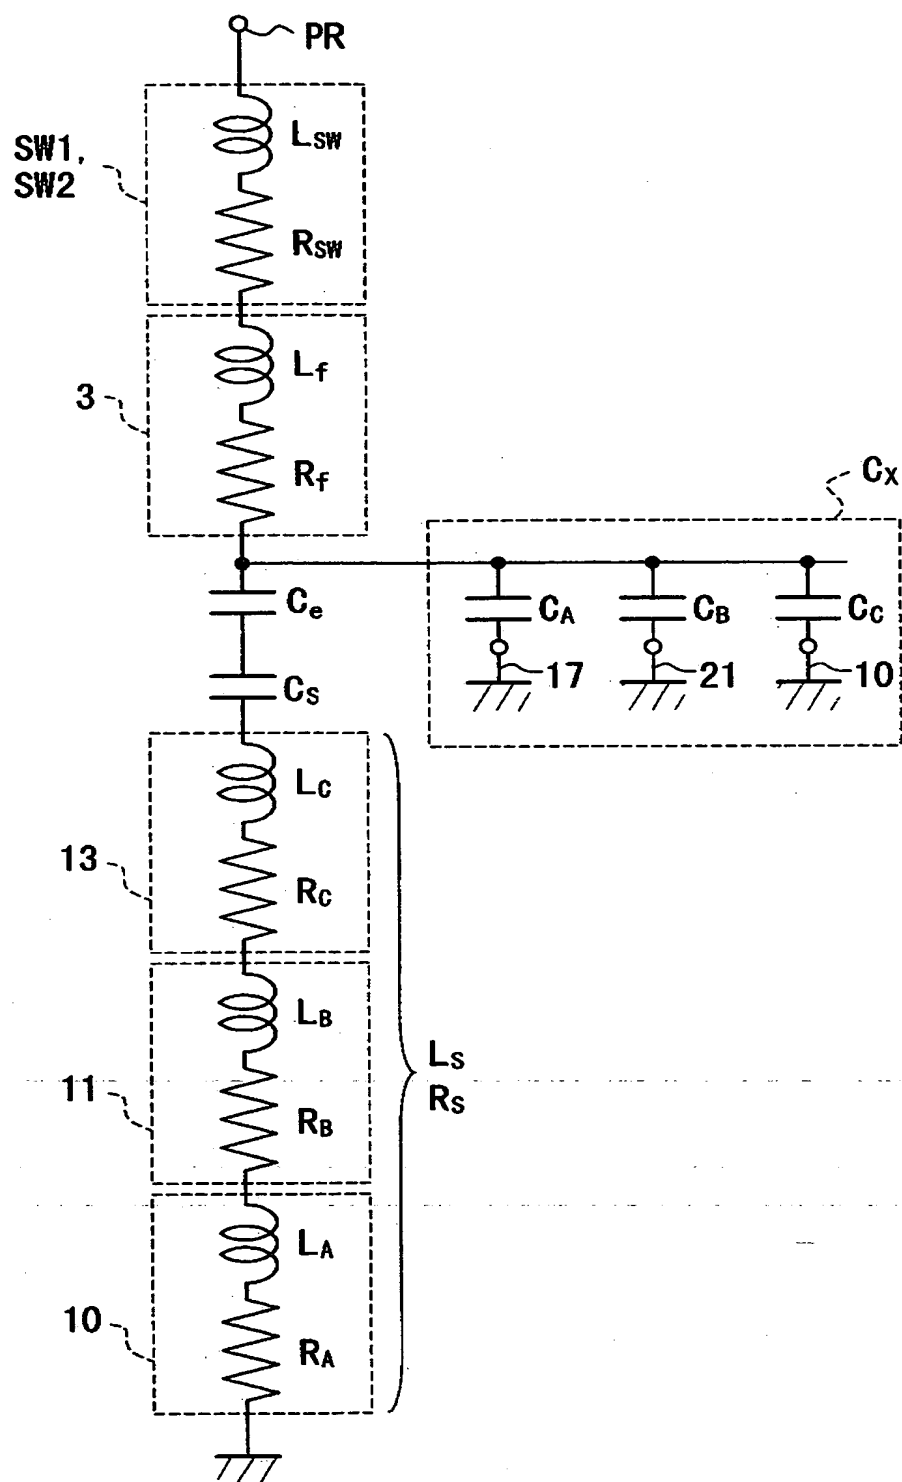 PR
LSW
SW1,
SW2
RSW
Lf
3
Rf
CX
Ce
CA
CB
CC
17
21
10
CS
LC
13
RC
LB
LS
RS
11
RB
LA
10
RA